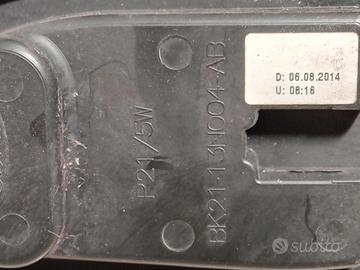 D: 06.08.2014
U: 08:16
P21/5W
BK21-13N004-AB
subito